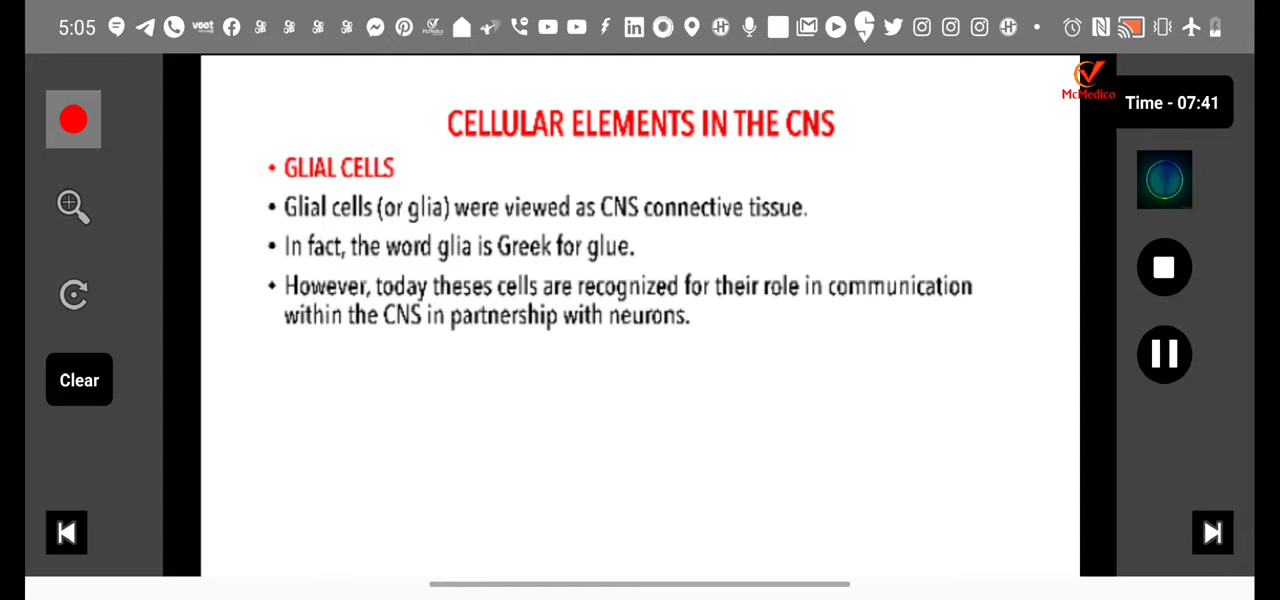 5:05
voot
McMedico
McMedico
Time - 07:41
CELLULAR ELEMENTS IN THE CNS
• GLIAL CELLS
• Glial cells (or glia) were viewed as CNS connective tissue.
• In fact, the word glia is Greek for glue.
• However, today theses cells are recognized for their role in communication
within the CNS in partnership with neurons.
Clear